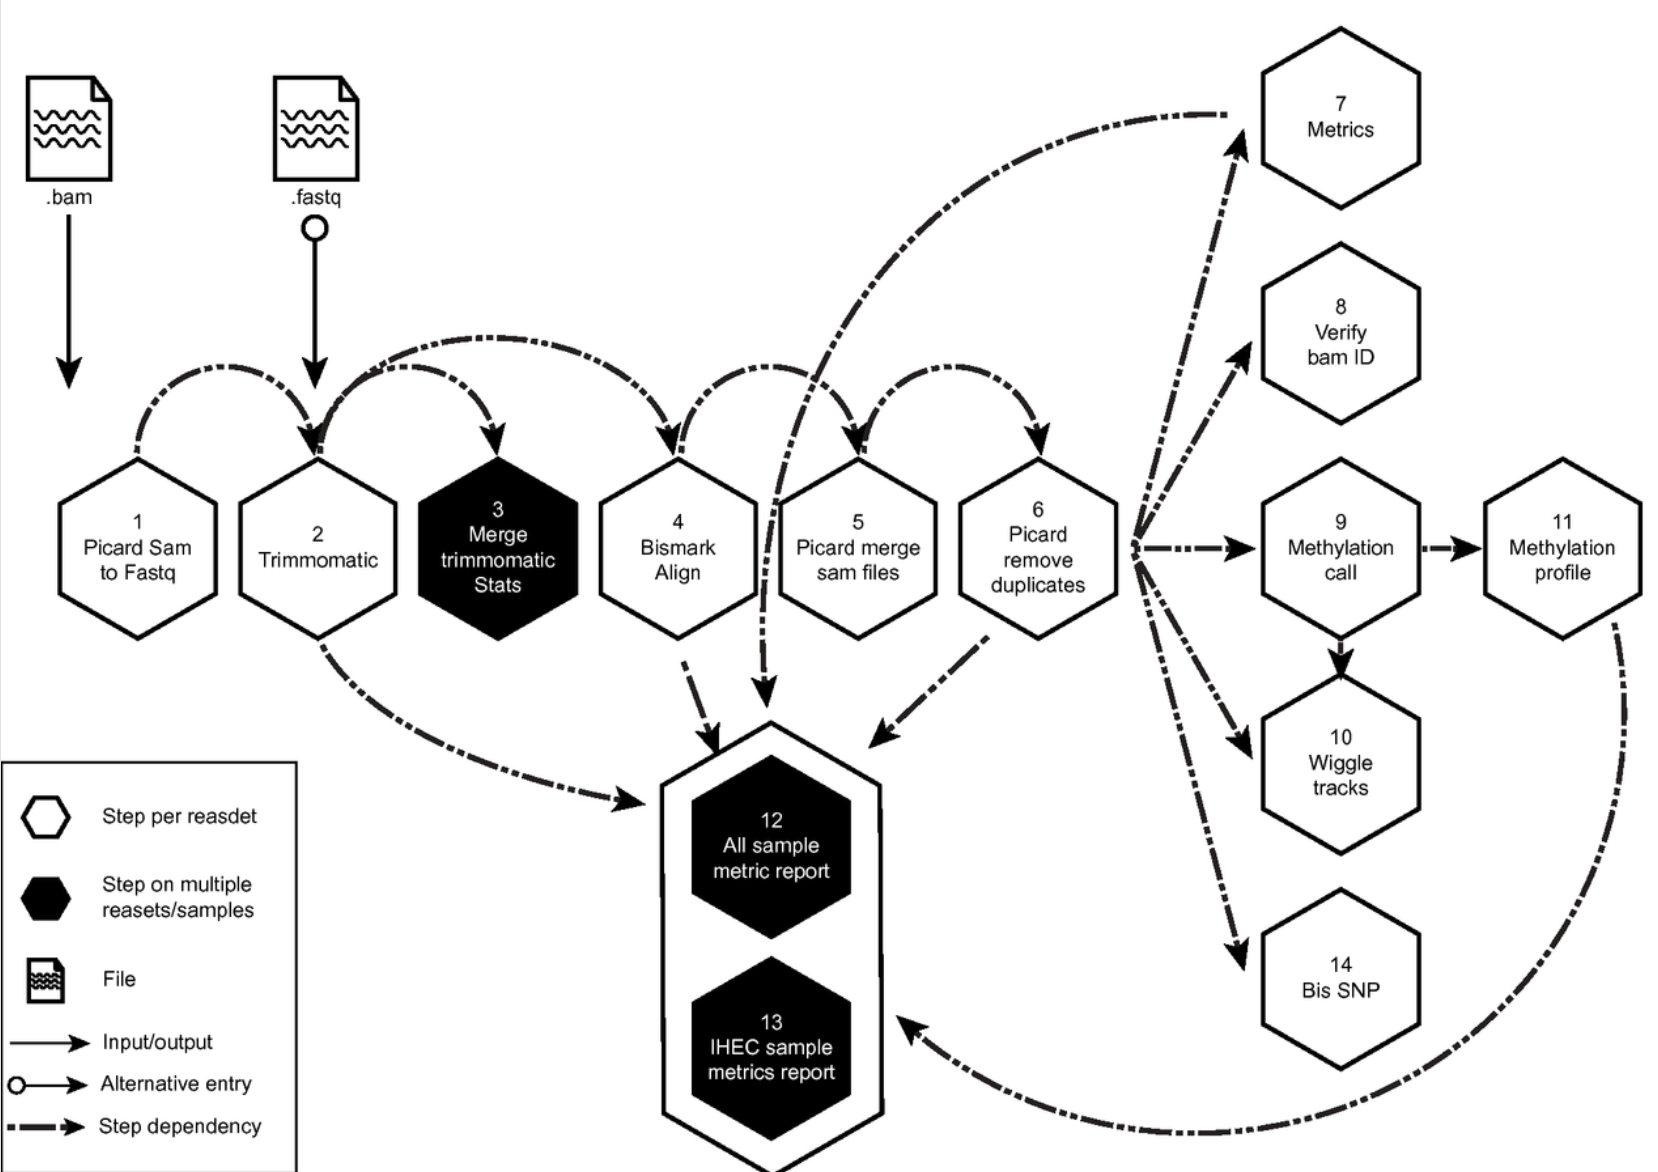 .bam
.fastq
1
Picard Sam
to Fastq
2
Trimmomatic
3
Merge
trimmomatic
Stats
4
Bismark
Align
5
Picard merge
sam files
6
Picard
remove
duplicates
7
Metrics
8
Verify
bam ID
9
Methylation
call
11
Methylation
profile
10
Wiggle
tracks
14
Bis SNP
12
All sample
metric report
13
IHEC sample
metrics report
Step per reasdet
Step on multiple
reasets/samples
File
Input/output
Alternative entry
Step dependency